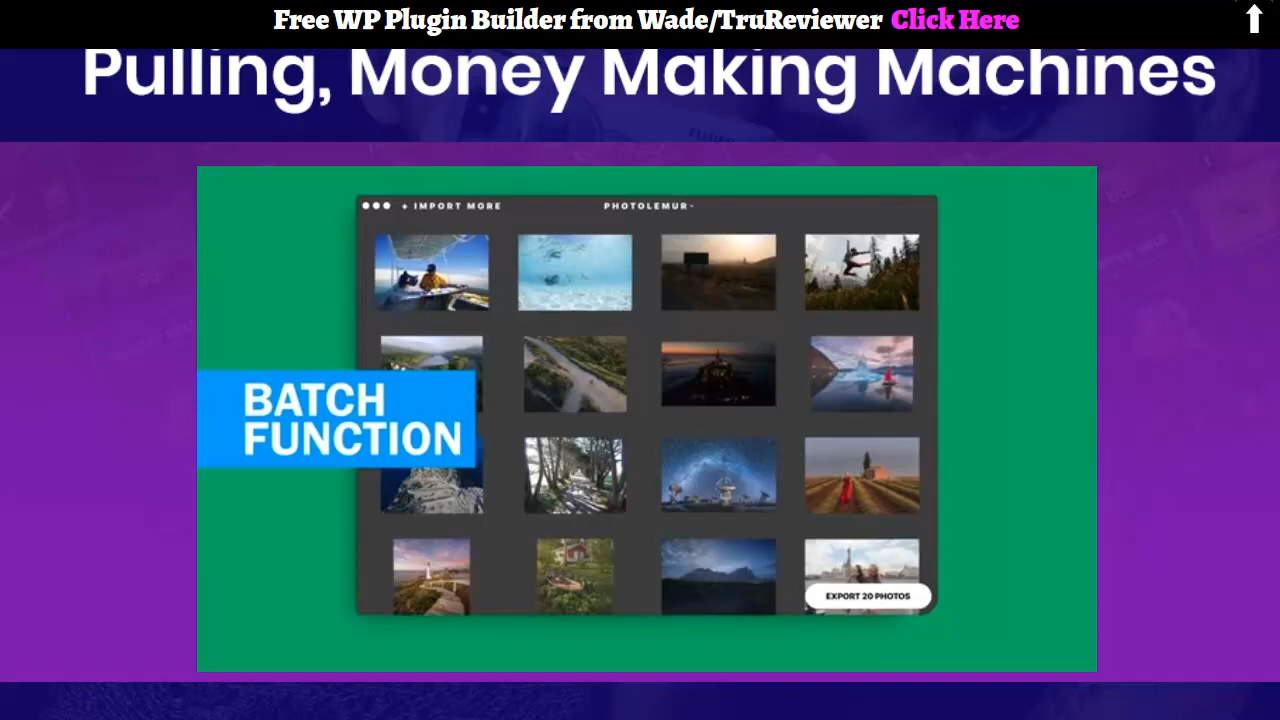 Free WP Plugin Builder from Wade/TruReviewer Click Here
Pulling, Money Making Machines
+ IMPORT MORE
PHOTOLEMUR
BATCH
FUNCTION
EXPORT 20 PHOTOS